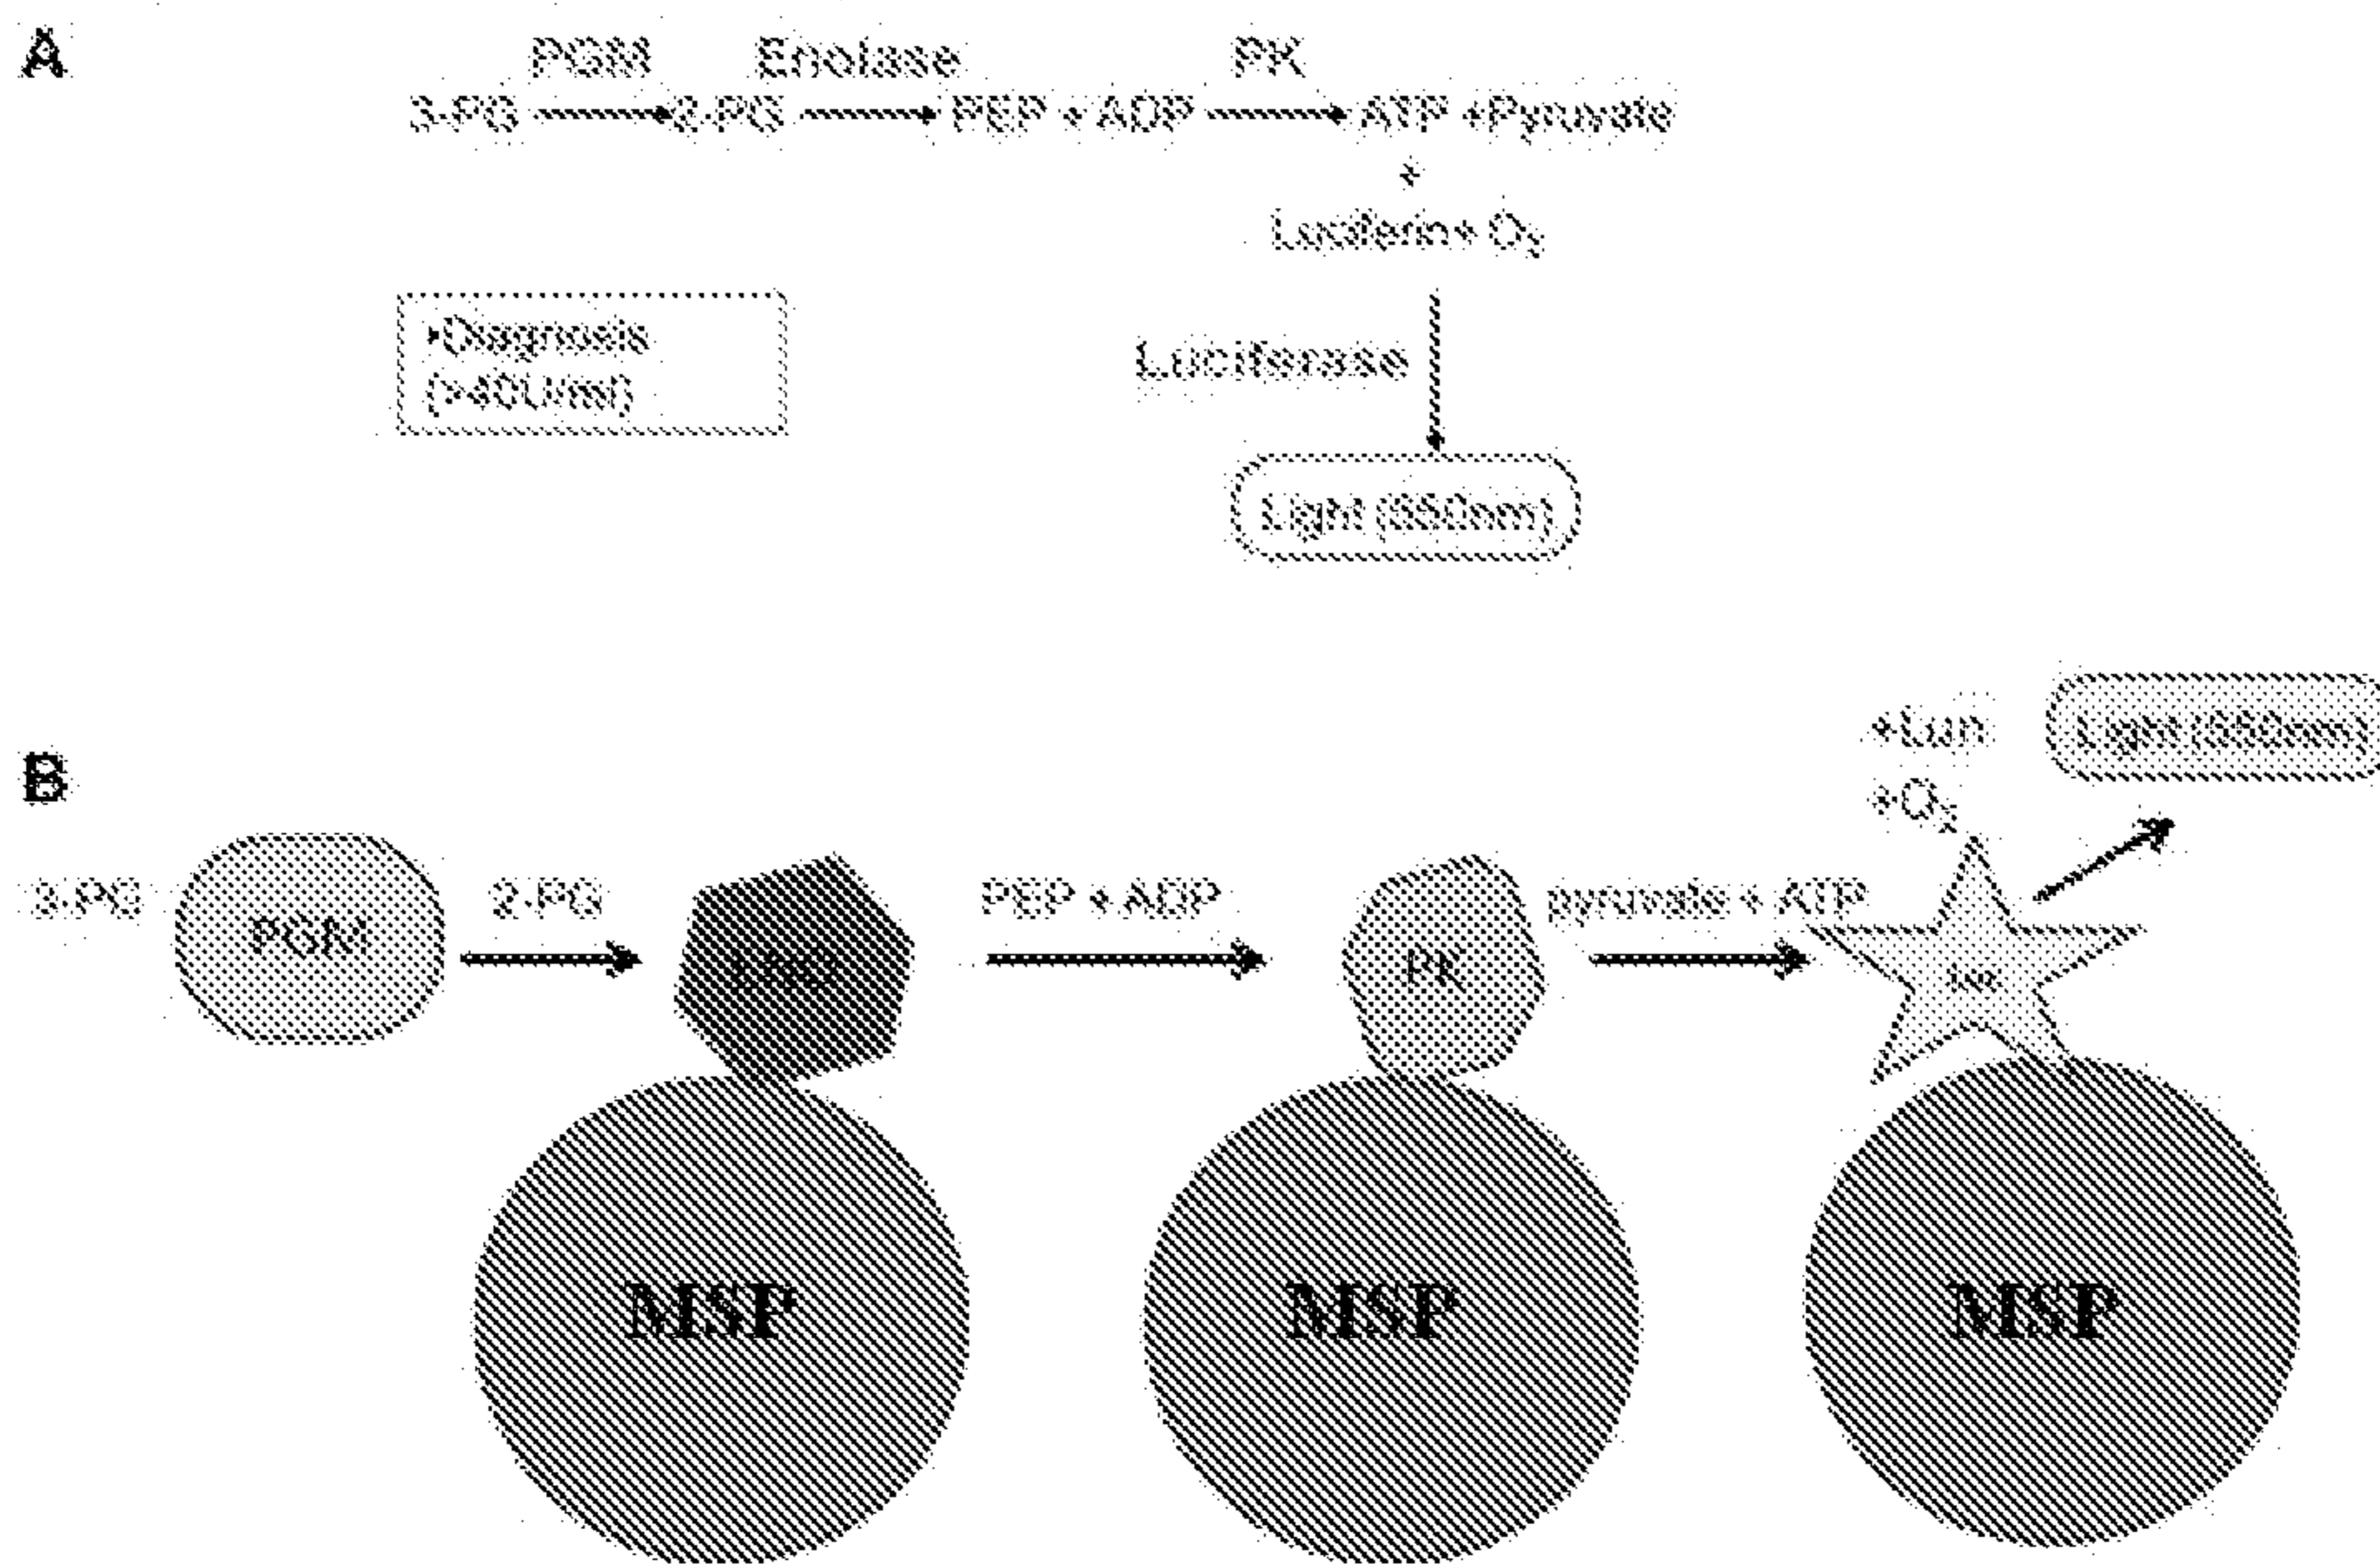 A
PGM Enolase PK
3-PG 2-PG PEP + ADP ATP +Pyruvate
+
Luciferin+ O₂
•Diagnosis
(>40U/ml)
Luciferase
Light (550nm)
B
+Lun
+O₂
Light (550nm)
3-PG 2-PG PEP + ADP pyruvate + ATP
PGM PK
MSP MSP MSP